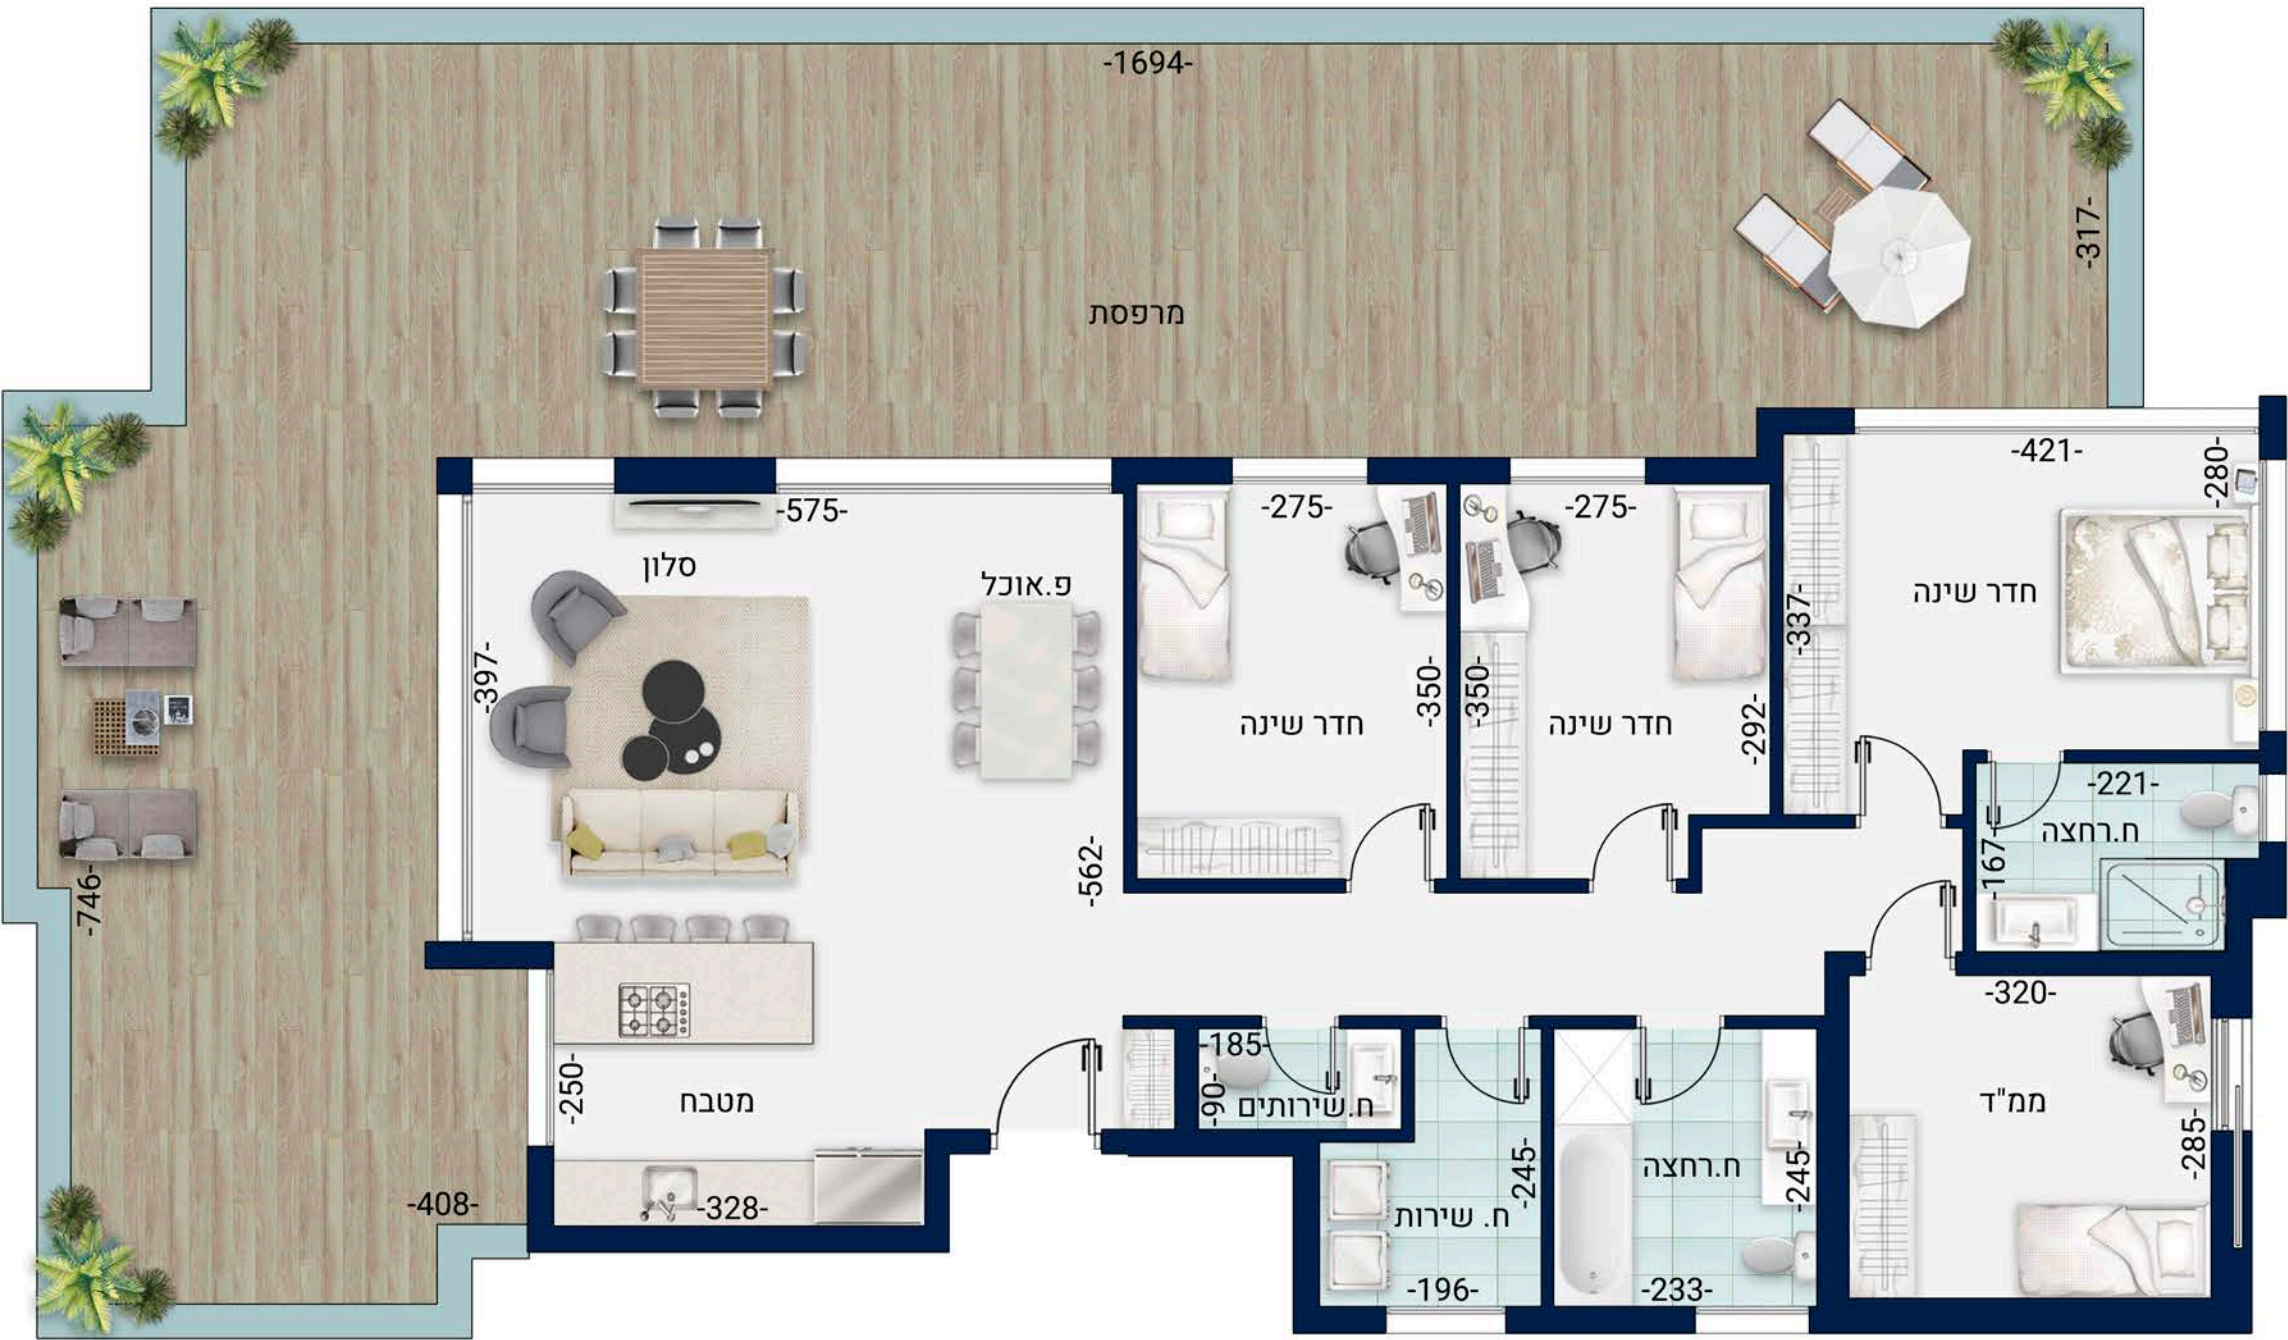 -1694-
-317-
מרפסת
-421-
-280-
-575-
-275-
-275-
סלון
פ.אוכל
חדר שינה
-337-
-397-
-350-
-350-
חדר שינה
חדר שינה
-292-
-221-
ח.רחצה
-167-
-562-
-746-
-320-
-185-
-90-
ח.שירותים
-250-
מטבח
ממ"ד
-285-
-245-
ח.רחצה
-245-
-408-
-328-
ח. שירות
-196-
-233-